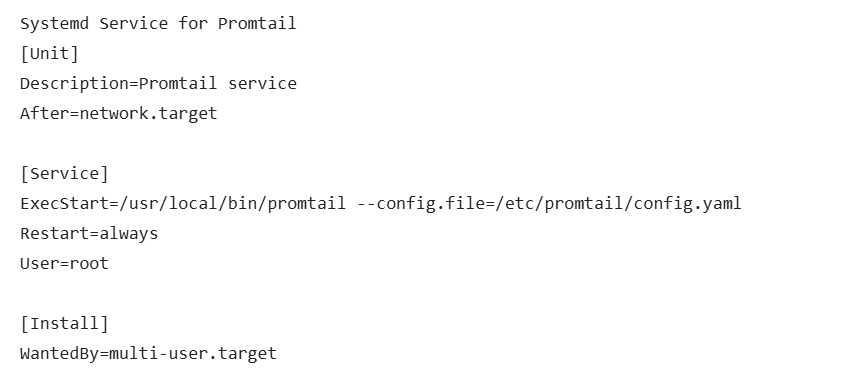 Systemd Service for Promtail
[Unit]
Description=Promtail service
After=network.target
[Service]
ExecStart=/usr/local/bin/promtail --config.file=/etc/promtail/config.yaml
Restart=always
User=root
[Install]
WantedBy=multi-user.target